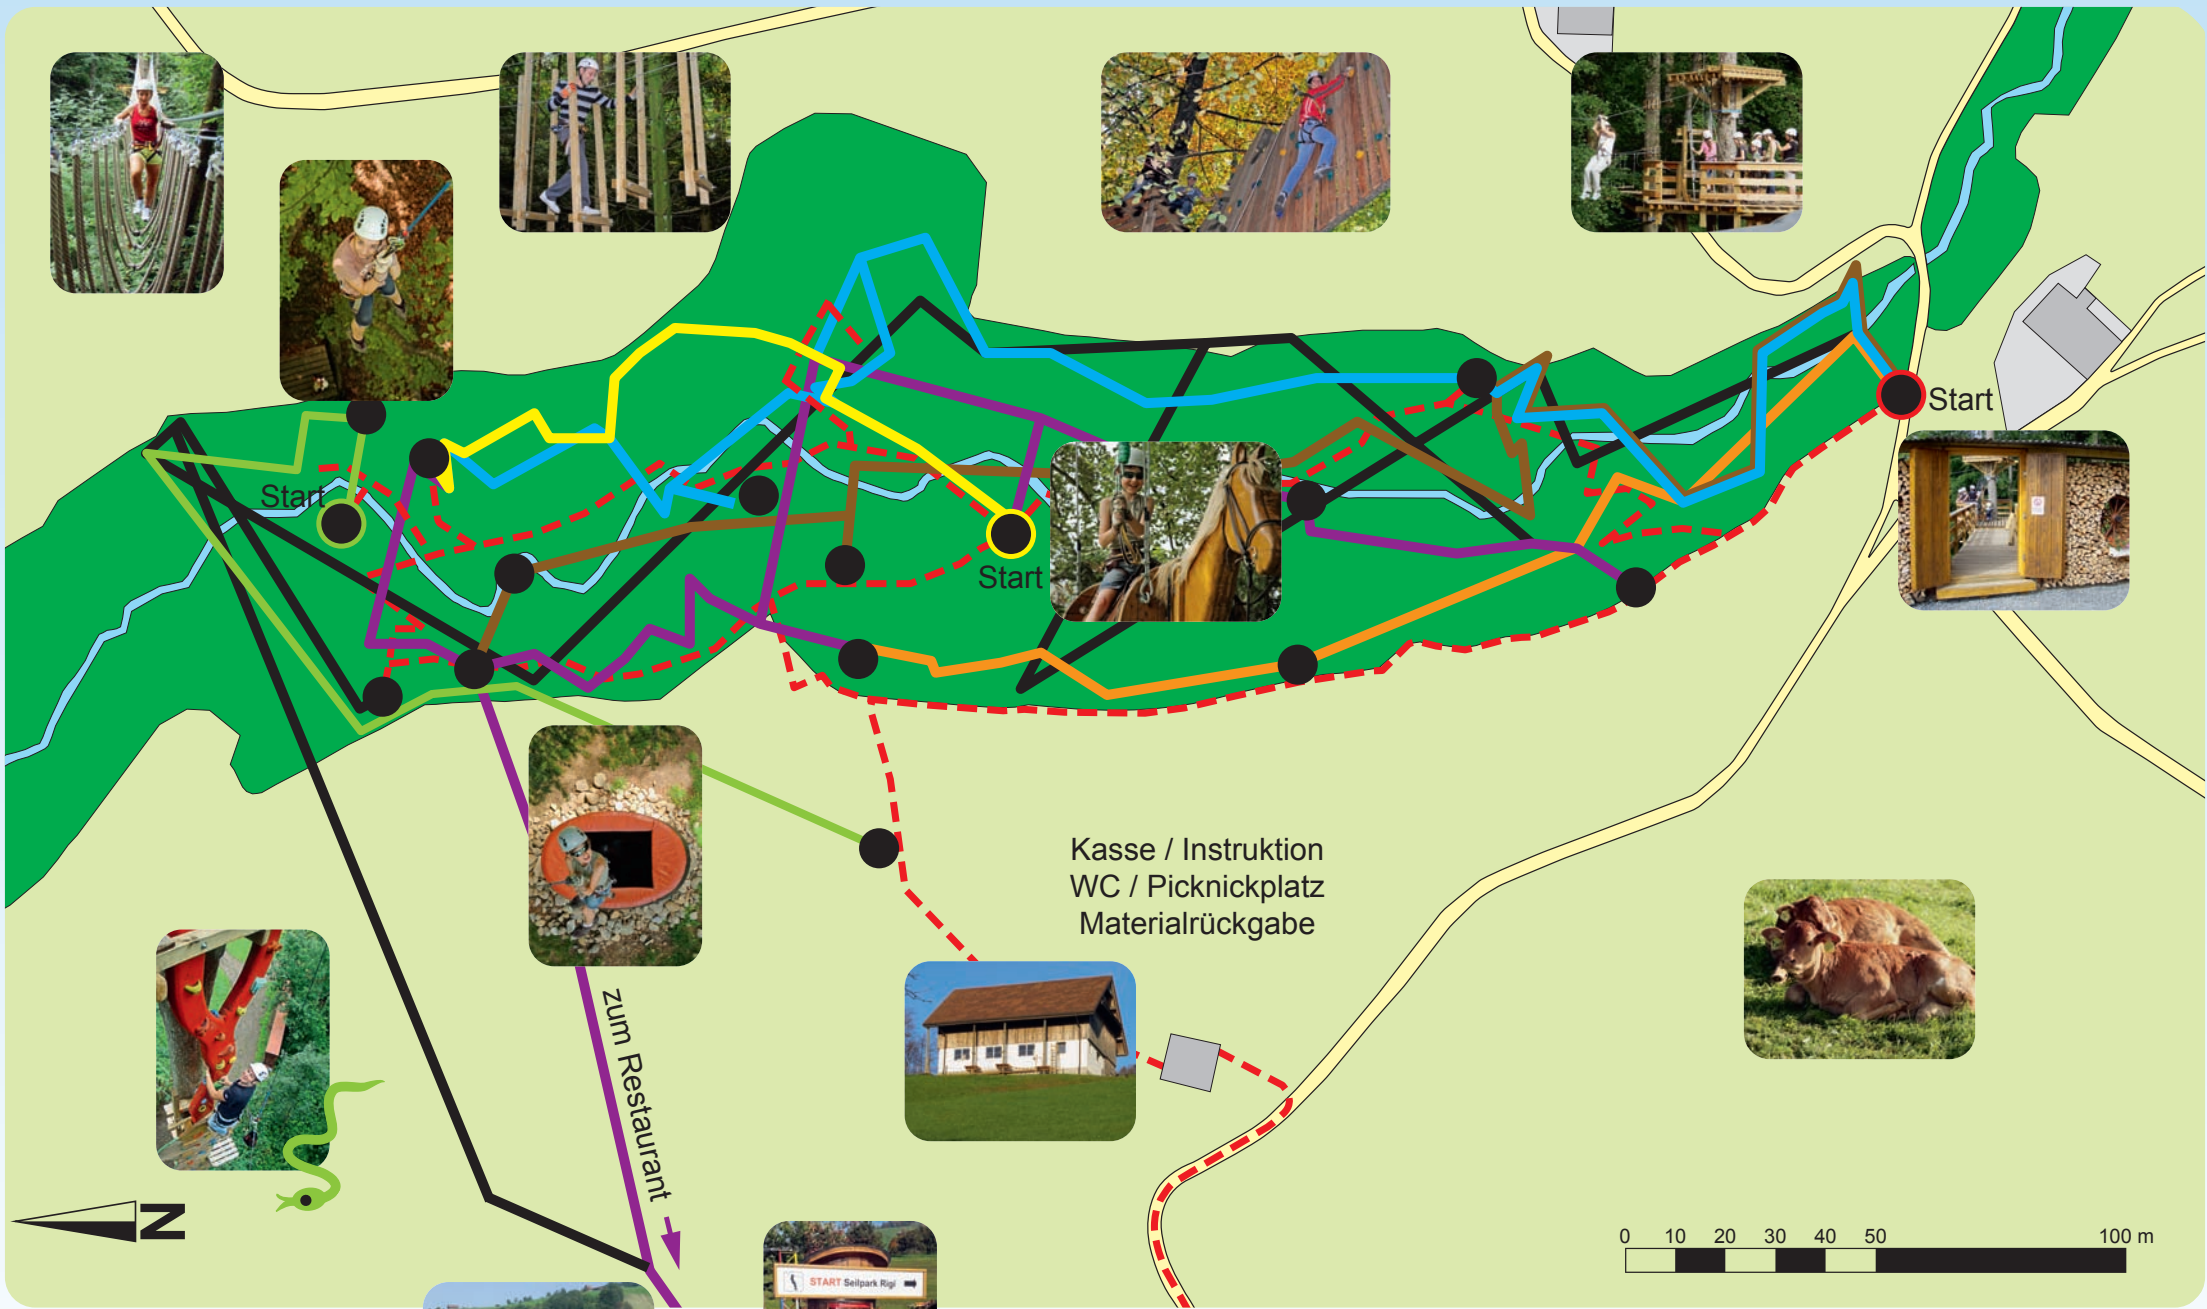 Start
Start
Start
Kasse / Instruktion
WC / Picknickplatz
Materialrückgabe
zum Restaurant
N
START Seilpark Rigi
0 10 20 30 40 50 100 m